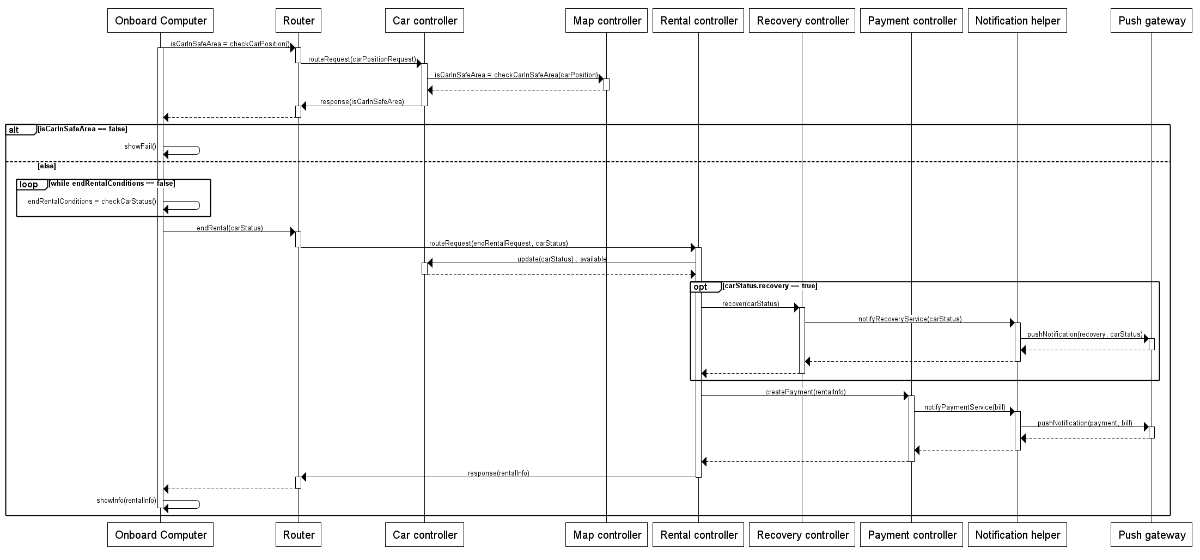 Onboard Computer Router Car controller Map controller Rental controller Recovery controller Payment controller Notification helper Push gateway
isCarInSafeArea = checkCarPosition()
routeRequest(carPositionRequest)
isCarInSafeArea = checkCarInSafeArea(carPosition)
response(isCarInSafeArea)
alt [isCarInSafeArea == false]
showFail()
[else]
loop [while endRentalConditions == false]
endRentalConditions = checkCarStatus()
endRental(carStatus)
routeRequest(endRentalRequest, carStatus)
update(carStatus) : available
opt [carStatus.recovery == true]
recover(carStatus)
notifyRecoveryService(carStatus)
pushNotification(recovery, carStatus)
createPayment(rentalInfo)
notifyPaymentService(bill)
pushNotification(payment, bill)
response(rentalInfo)
showInfo(rentalInfo)
Onboard Computer Router Car controller Map controller Rental controller Recovery controller Payment controller Notification helper Push gateway